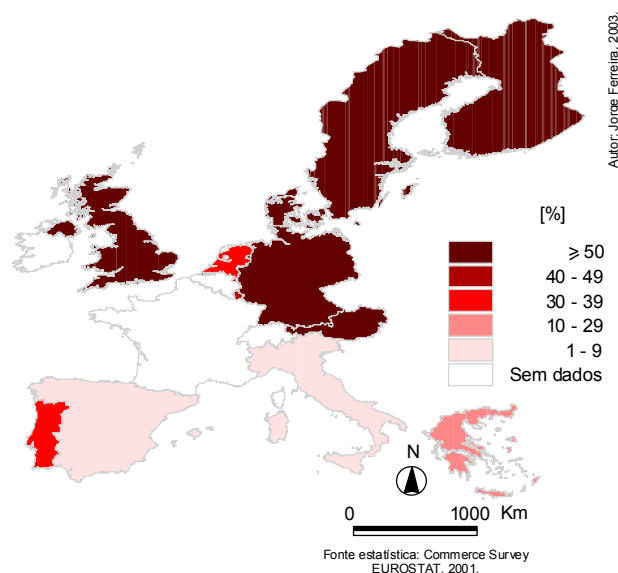 Autor: Jorge Ferreira, 2003.
[%]
⩾ 50
40 - 49
30 - 39
10 - 29
1 - 9
Sem dados
N
0 1000 Km
Fonte estatística: Commerce Survey
EUROSTAT, 2001.